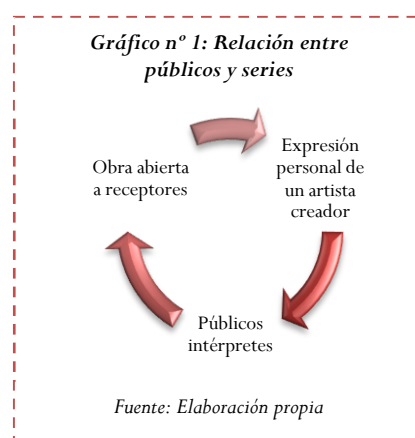 Gráfico nº 1: Relación entre
públicos y series
Obra abierta
a receptores
Expresión
personal de
un artista
creador
Públicos
intérpretes
Fuente: Elaboración propia